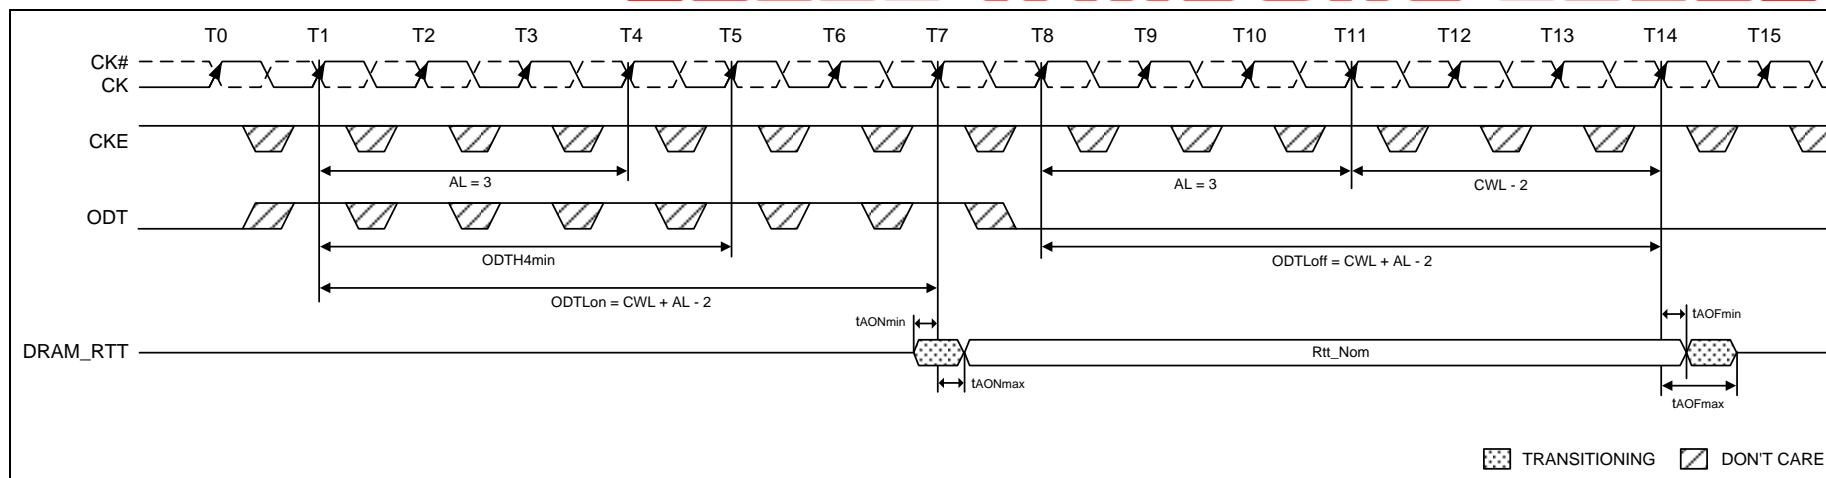 T0 T1 T2 T3 T4 T5 T6 T7 T8 T9 T10 T11 T12 T13 T14 T15
CK#
CK
CKE
AL = 3
AL = 3
CWL - 2
ODT
ODTH4min
ODTLoff = CWL + AL - 2
ODTLon = CWL + AL - 2
tAONmin
tAOFmin
DRAM_RTT
Rtt_Nom
tAONmax
tAOFmax
TRANSITIONING
DON'T CARE